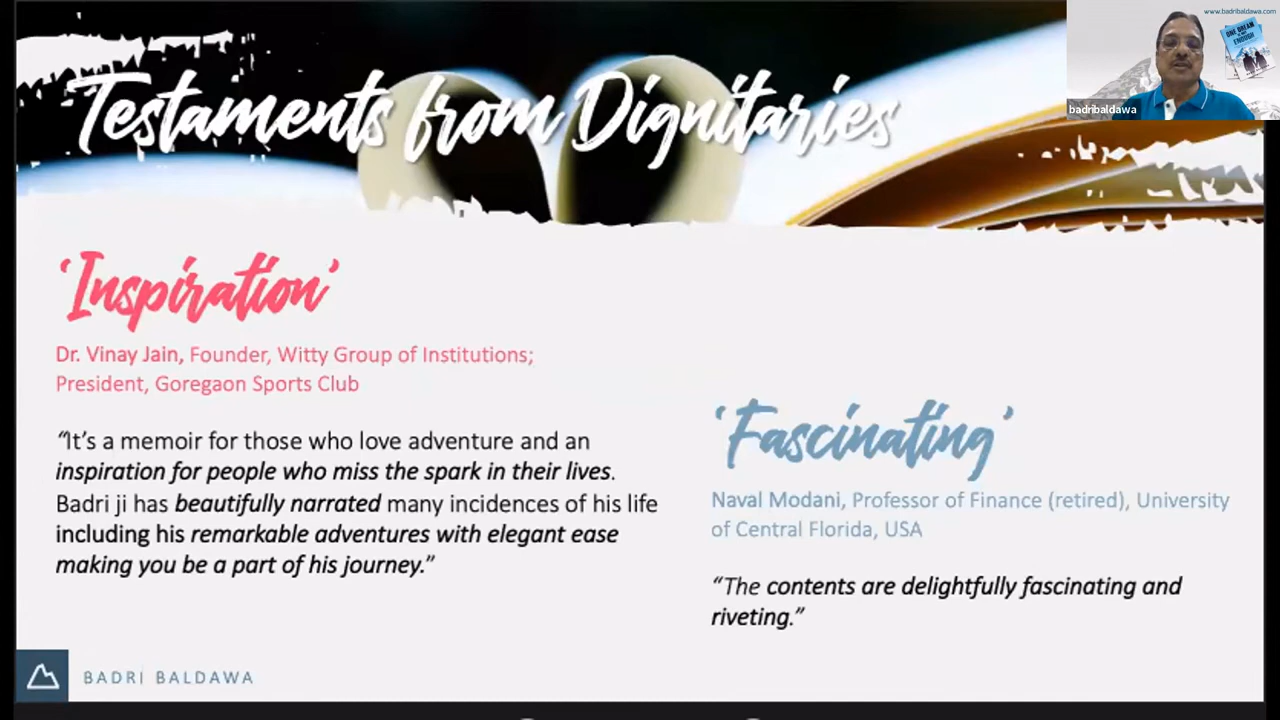 www.badribaldawa.com
ONE DREAM
ENOUGH
badribaldawa
Testaments from Dignitaries
‘Inspiration’
Dr. Vinay Jain, Founder, Witty Group of Institutions;
President, Goregaon Sports Club
“It’s a memoir for those who love adventure and an
inspiration for people who miss the spark in their lives.
Badri ji has beautifully narrated many incidences of his life
including his remarkable adventures with elegant ease
making you be a part of his journey.”
‘Fascinating’
Naval Modani, Professor of Finance (retired), University
of Central Florida, USA
“The contents are delightfully fascinating and
riveting.”
BADRI BALDAWA